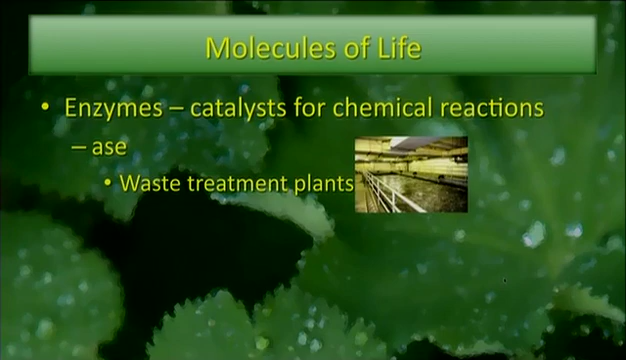 Molecules of Life
• Enzymes – catalysts for chemical reactions
– ase
• Waste treatment plants